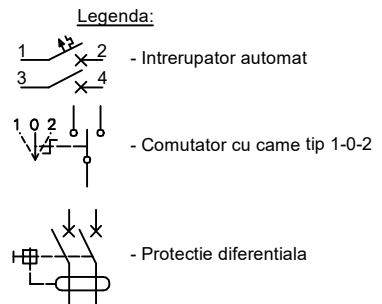 Legenda:
1 2 - Intrerupator automat
3 4
1 0 2 - Comutator cu came tip 1-0-2
- Protectie diferentiala